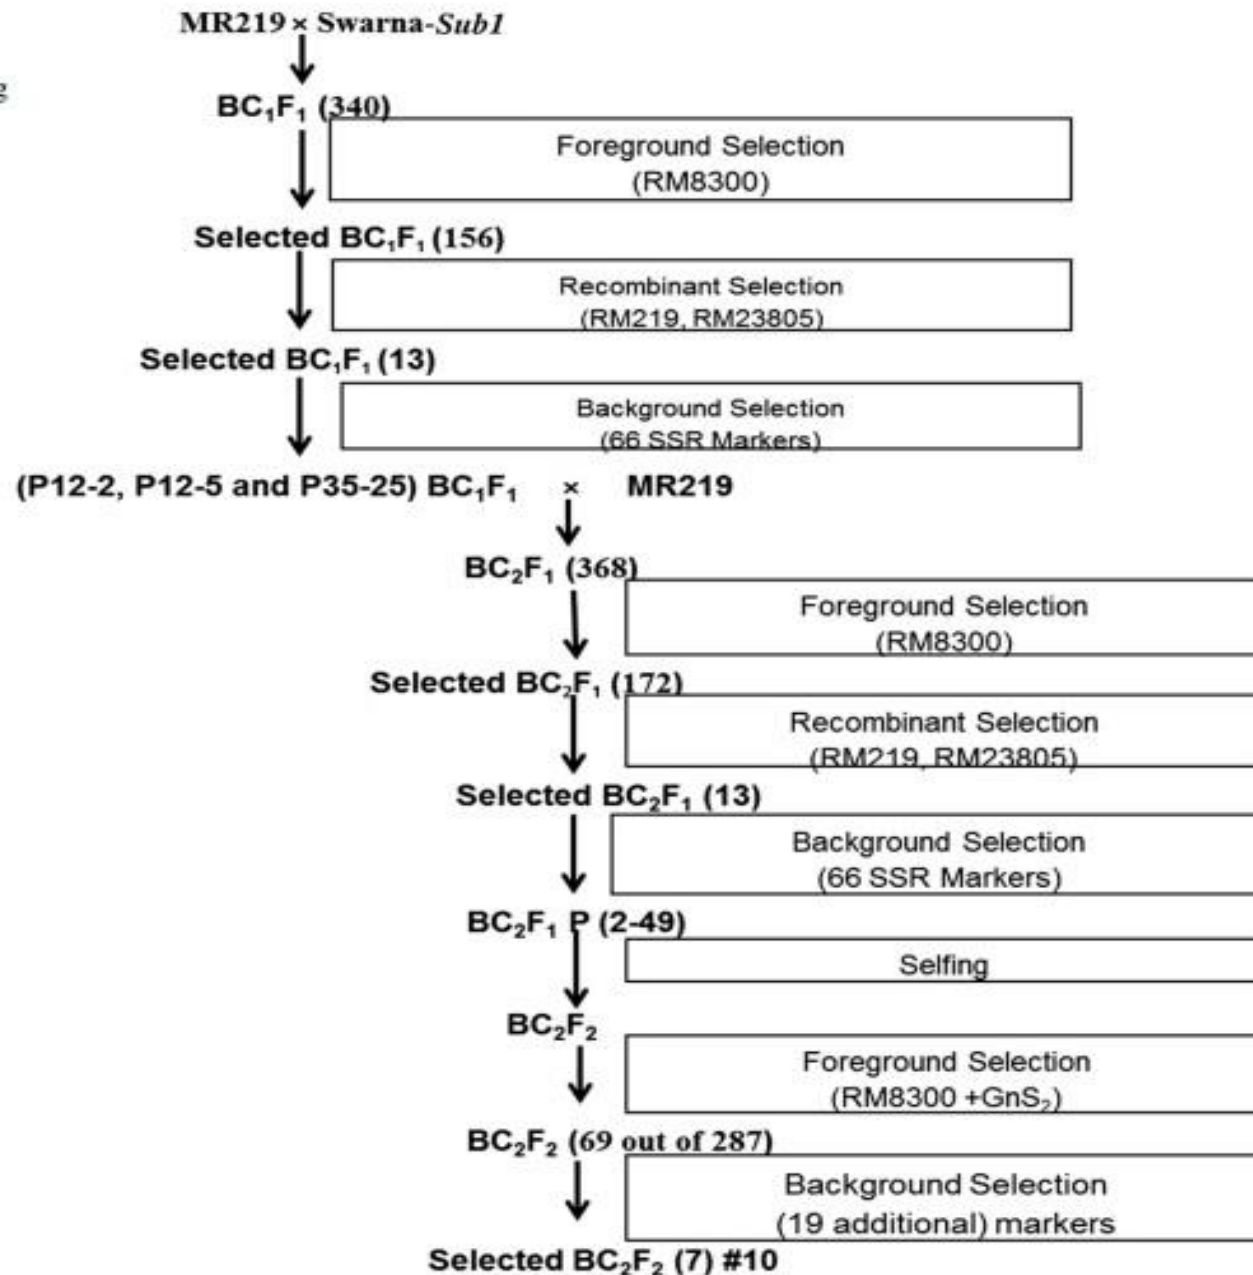 MR219 × Swarna-Sub1
g
BC₁F₁ (340)
Foreground Selection
(RM8300)
Selected BC₁F₁ (156)
Recombinant Selection
(RM219, RM23805)
Selected BC₁F₁ (13)
Background Selection
(66 SSR Markers)
(P12-2, P12-5 and P35-25) BC₁F₁ × MR219
BC₂F₁ (368)
Foreground Selection
(RM8300)
Selected BC₂F₁ (172)
Recombinant Selection
(RM219, RM23805)
Selected BC₂F₁ (13)
Background Selection
(66 SSR Markers)
BC₂F₁ P (2-49)
Selfing
BC₂F₂
Foreground Selection
(RM8300 +GnS₂)
BC₂F₂ (69 out of 287)
Background Selection
(19 additional) markers
Selected BC₂F₂ (7) #10